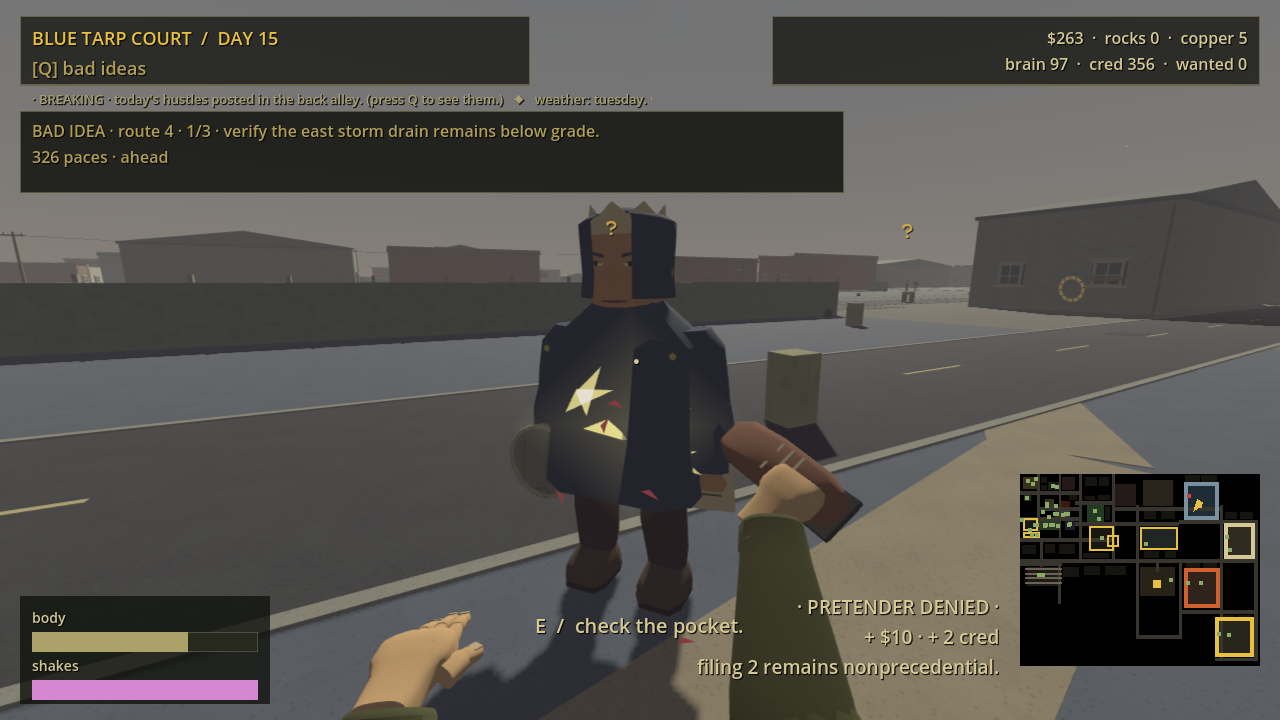 BLUE TARP COURT / DAY 15
[Q] bad ideas
$263 · rocks 0 · copper 5
brain 97 · cred 356 · wanted 0
· BREAKING · today's hustles posted in the back alley. (press Q to see them.) ◆ weather: tuesday. ·
BAD IDEA · route 4 · 1/3 · verify the east storm drain remains below grade.
326 paces · ahead
?
?
E / check the pocket.
· PRETENDER DENIED ·
+ $10 · + 2 cred
filing 2 remains nonprecedential.
body
shakes